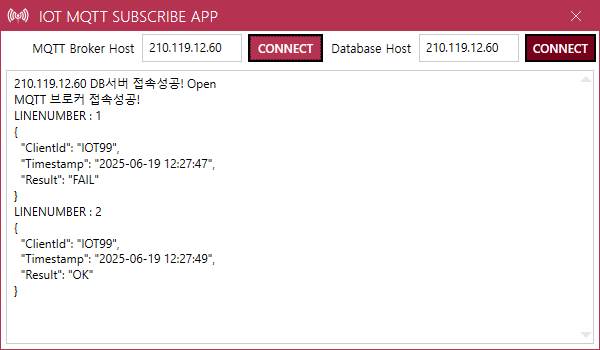 IOT MQTT SUBSCRIBE APP
MQTT Broker Host 210.119.12.60 CONNECT Database Host 210.119.12.60 CONNECT
210.119.12.60 DB서버 접속성공! Open
MQTT 브로커 접속성공!
LINENUMBER : 1
{
"ClientId": "IOT99",
"Timestamp": "2025-06-19 12:27:47",
"Result": "FAIL"
}
LINENUMBER : 2
{
"ClientId": "IOT99",
"Timestamp": "2025-06-19 12:27:49",
"Result": "OK"
}